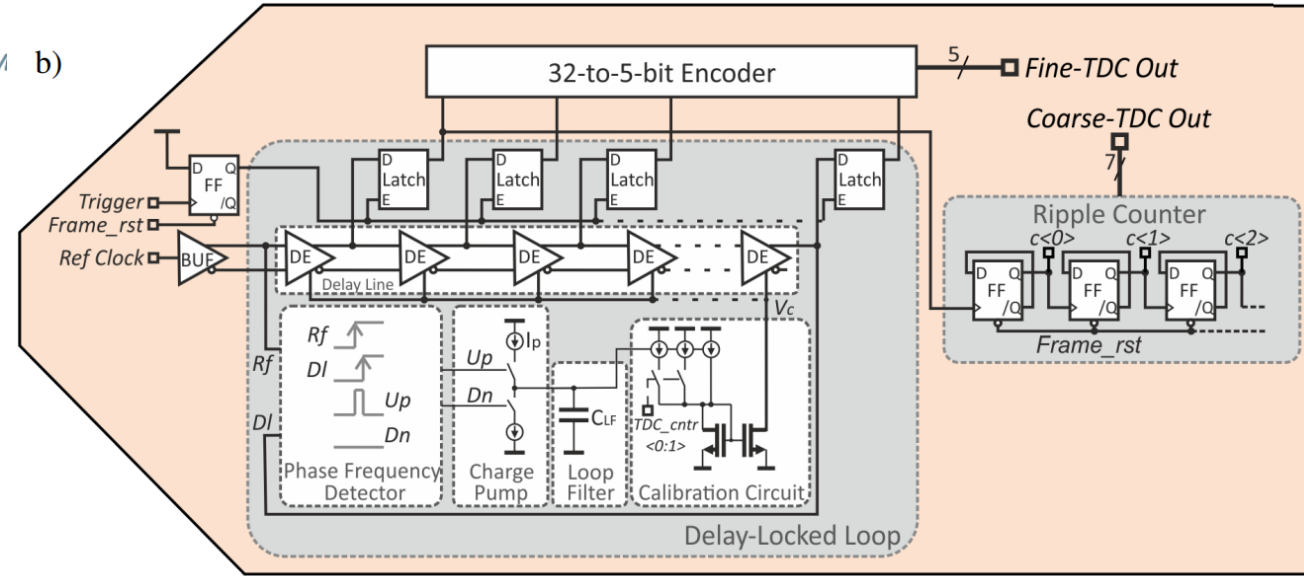 b)
32-to-5-bit Encoder
5
Fine-TDC Out
Coarse-TDC Out
7
D Q
FF
/Q
Trigger
Frame_rst
Ref Clock
BUF
D
Latch
E
D
Latch
E
D
Latch
E
D
Latch
E
DE
DE
DE
DE
DE
Delay Line
Vc
Ripple Counter
c<0>
c<1>
c<2>
D Q
FF
/Q
D Q
FF
/Q
D Q
FF
/Q
Frame_rst
Rf
Dl
Rf
Dl
Up
Dn
Phase Frequency
Detector
Up
Dn
Ip
Charge
Pump
CLF
Loop
Filter
TDC_cntr
<0:1>
Calibration Circuit
Delay-Locked Loop